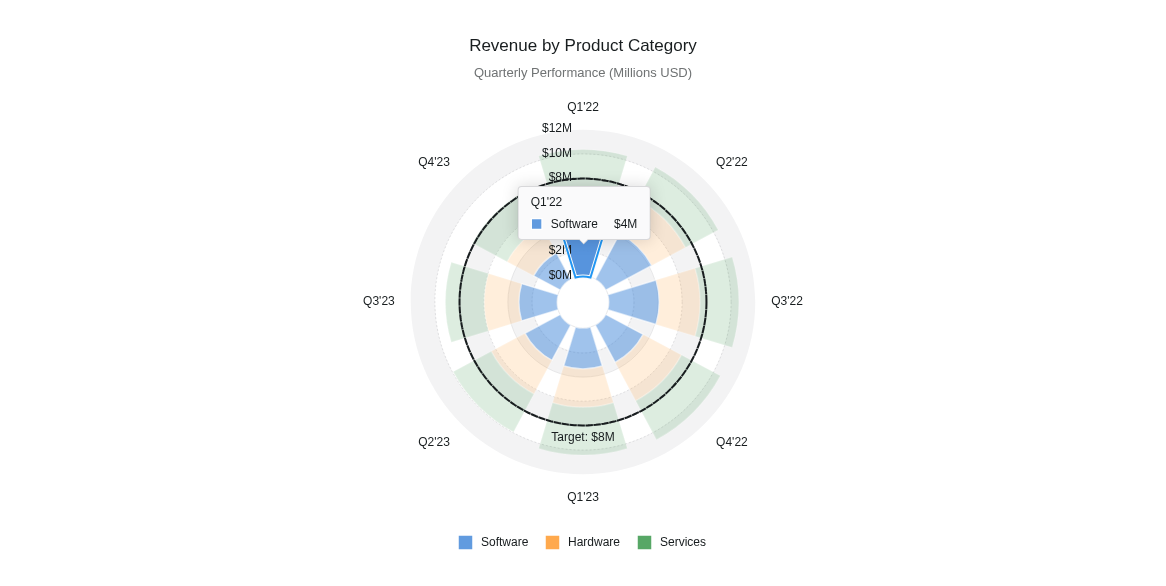 Revenue by Product Category
Quarterly Performance (Millions USD)
Q1'22
$12M
$10M
$8M
Q4'23
Q2'22
Q1'22
Software $4M
$0M
Q3'23
Q3'22
Target: $8M
Q2'23
Q4'22
Q1'23
Software
Hardware
Services